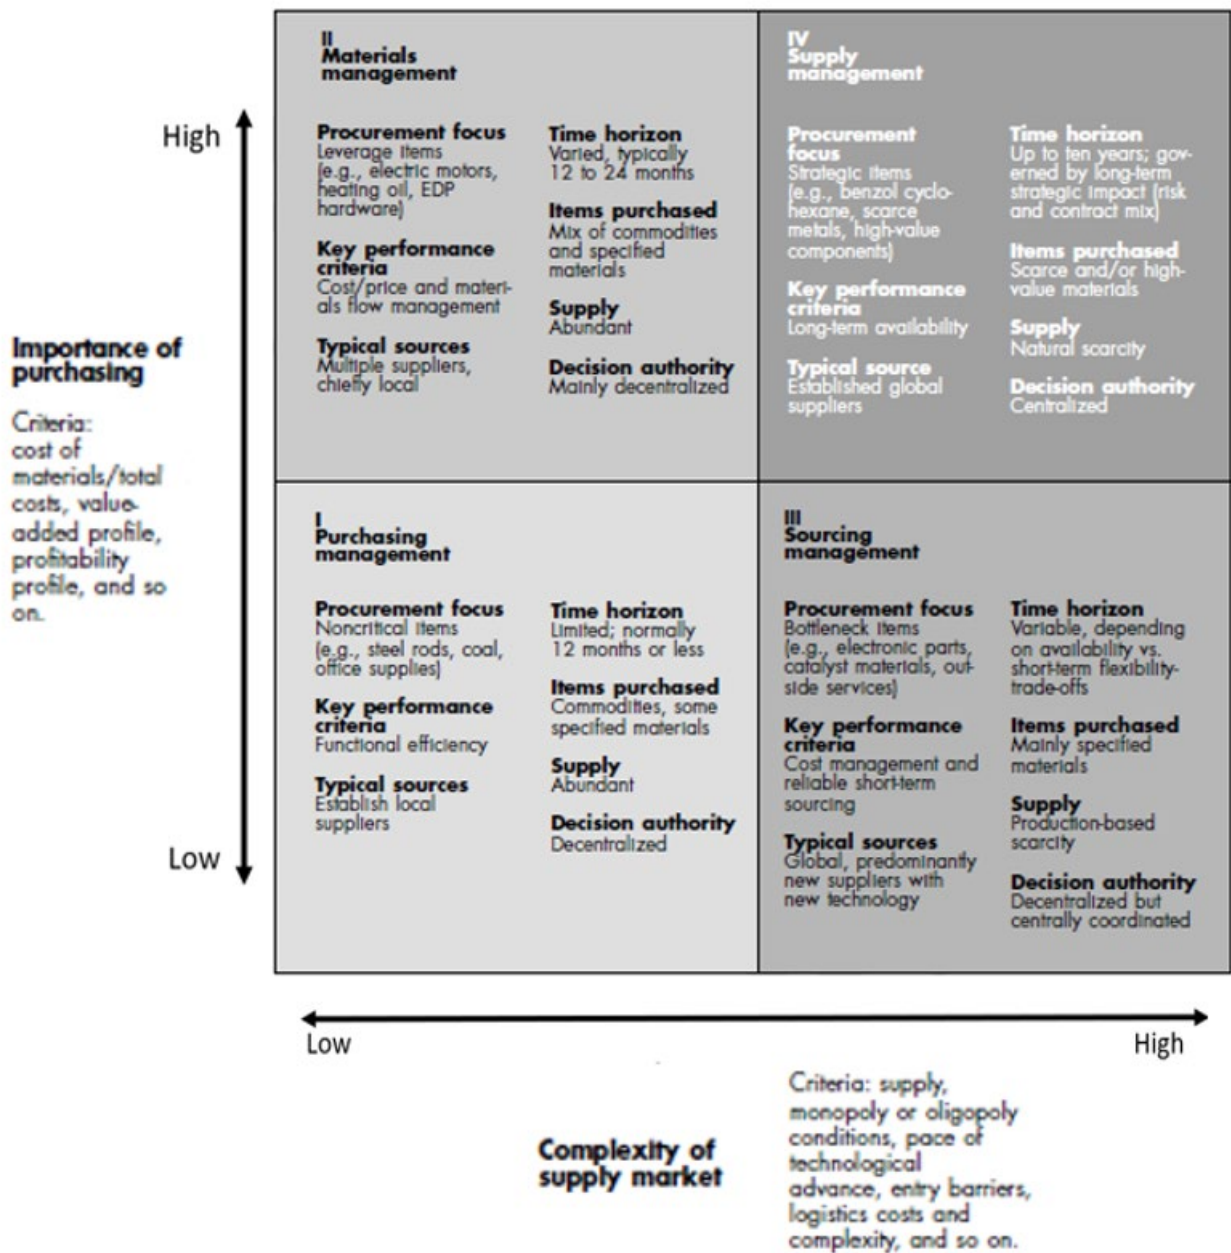 II
Materials
management
Procurement focus
Leverage items
(e.g., electric motors,
heating oil, EDP
hardware)
Key performance
criteria
Cost/price and materi-
als flow management
Typical sources
Multiple suppliers,
chiefly local
Time horizon
Varied, typically
12 to 24 months
Items purchased
Mix of commodities
and specified
materials
Supply
Abundant
Decision authority
Mainly decentralized
IV
Supply
management
Procurement
focus
Strategic items
(e.g., benzol cyclo-
hexane, scarce
metals, high-value
components)
Key performance
criteria
Long-term availability
Typical source
Established global
suppliers
Time horizon
Up to ten years; gov-
erned by long-term
strategic impact (risk
and contract mix)
Items purchased
Scarce and/or high-
value materials
Supply
Natural scarcity
Decision authority
Centralized
High
Importance of
purchasing
Criteria:
cost of
materials/total
costs, value-
added profile,
profitability
profile, and so
on.
Low
I
Purchasing
management
Procurement focus
Noncritical items
(e.g., steel rods, coal,
office supplies)
Key performance
criteria
Functional efficiency
Typical sources
Establish local
suppliers
Time horizon
Limited; normally
12 months or less
Items purchased
Commodities, some
specified materials
Supply
Abundant
Decision authority
Decentralized
III
Sourcing
management
Procurement focus
Bottleneck items
(e.g., electronic parts,
catalyst materials, out-
side services)
Key performance
criteria
Cost management and
reliable short-term
sourcing
Typical sources
Global, predominantly
new suppliers with
new technology
Time horizon
Variable, depending
on availability vs.
short-term flexibility-
trade-offs
Items purchased
Mainly specified
materials
Supply
Production-based
scarcity
Decision authority
Decentralized but
centrally coordinated
Low
High
Complexity of
supply market
Criteria: supply,
monopoly or oligopoly
conditions, pace of
technological
advance, entry barriers,
logistics costs and
complexity, and so on.